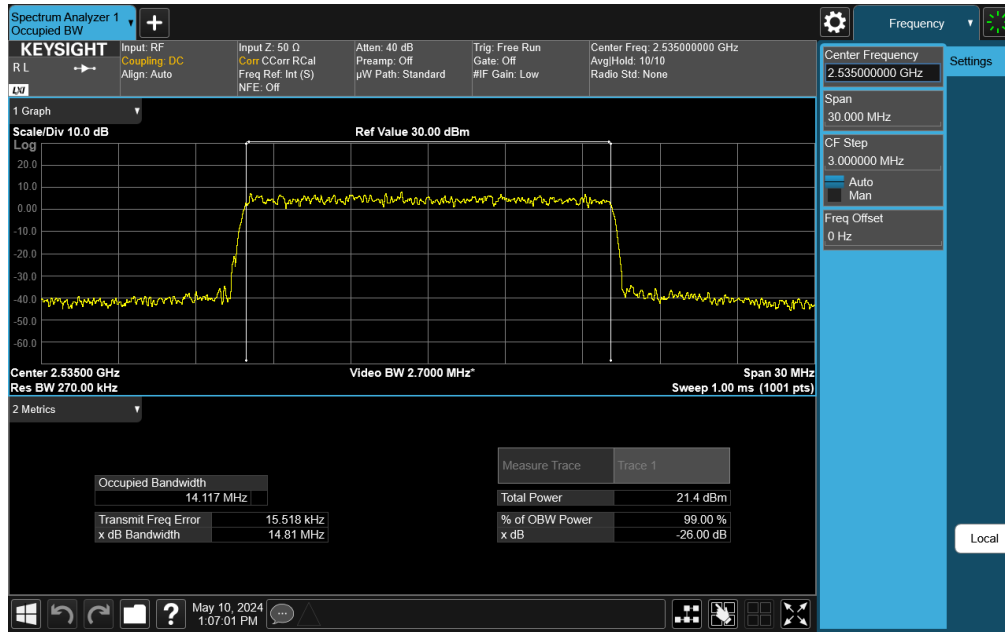 Spectrum Analyzer 1
Occupied BW
Frequency
KEYSIGHT
R L
LXI
Input: RF
Coupling: DC
Align: Auto
Input Z: 50 Ω
Corr CCorr RCal
Freq Ref: Int (S)
NFE: Off
Atten: 40 dB
Preamp: Off
µW Path: Standard
Trig: Free Run
Gate: Off
#IF Gain: Low
Center Freq: 2.535000000 GHz
Avg|Hold: 10/10
Radio Std: None
Center Frequency
2.535000000 GHz
Settings
Span
30.000 MHz
CF Step
3.000000 MHz
Auto
Man
Freq Offset
0 Hz
Local
1 Graph
Scale/Div 10.0 dB
Ref Value 30.00 dBm
Log
20.0
10.0
0.00
-10.0
-20.0
-30.0
-40.0
-50.0
-60.0
Center 2.53500 GHz
Video BW 2.7000 MHz*
Span 30 MHz
Res BW 270.00 kHz
Sweep 1.00 ms (1001 pts)
2 Metrics
Measure Trace Trace 1
Occupied Bandwidth
14.117 MHz
Total Power 21.4 dBm
Transmit Freq Error 15.518 kHz
% of OBW Power 99.00 %
x dB Bandwidth 14.81 MHz
x dB -26.00 dB
?
May 10, 2024
1:07:01 PM